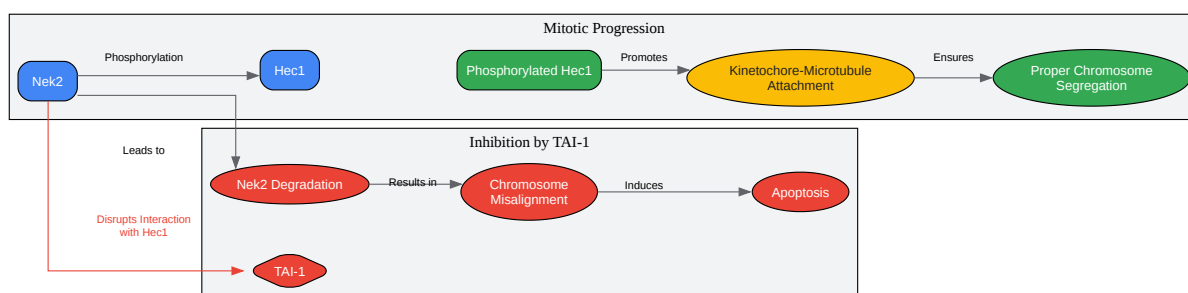 Mitotic Progression
Phosphorylation
Promotes
Ensures
Nek2
Hec1
Phosphorylated Hec1
Kinetochore-Microtubule
Attachment
Proper Chromosome
Segregation
Leads to
Inhibition by TAI-1
Nek2 Degradation
Results in
Chromosome
Misalignment
Induces
Apoptosis
Disrupts Interaction
with Hec1
TAI-1